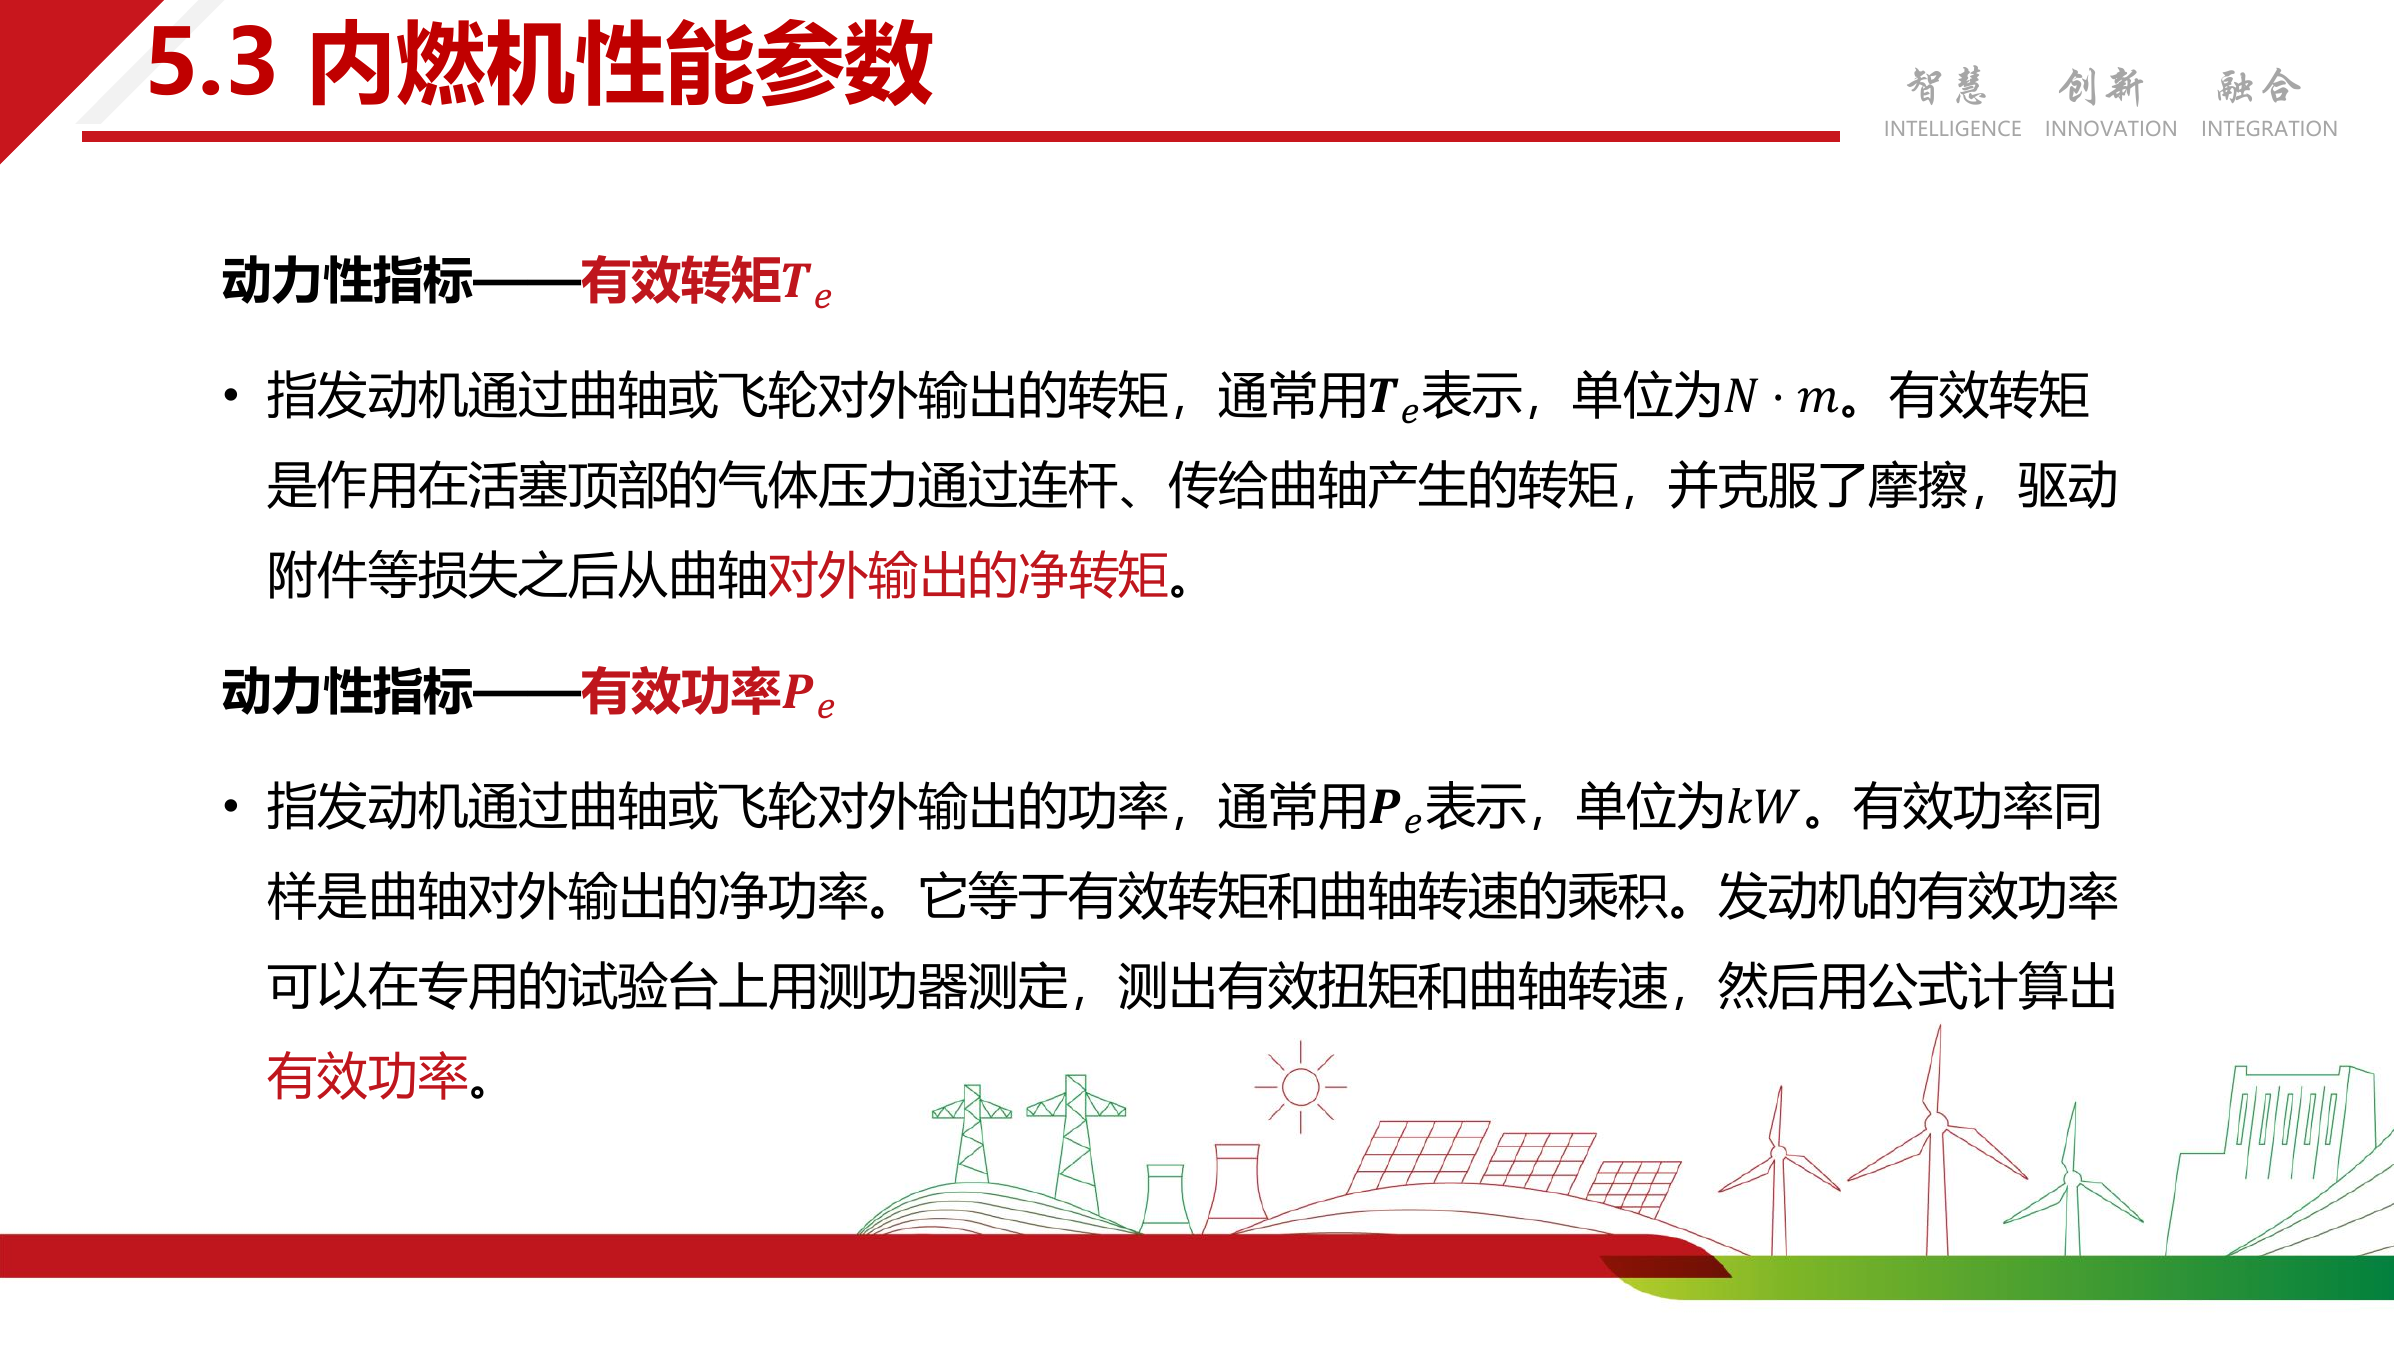 5.3 内燃机性能参数
智慧 创新 融合
INTELLIGENCE INNOVATION INTEGRATION
动力性指标——有效转矩Te
• 指发动机通过曲轴或飞轮对外输出的转矩，通常用Te表示，单位为N · m。有效转矩
是作用在活塞顶部的气体压力通过连杆、传给曲轴产生的转矩，并克服了摩擦，驱动
附件等损失之后从曲轴对外输出的净转矩。
动力性指标——有效功率Pe
• 指发动机通过曲轴或飞轮对外输出的功率，通常用Pe表示，单位为kW。有效功率同
样是曲轴对外输出的净功率。它等于有效转矩和曲轴转速的乘积。发动机的有效功率
可以在专用的试验台上用测功器测定，测出有效扭矩和曲轴转速，然后用公式计算出
有效功率。